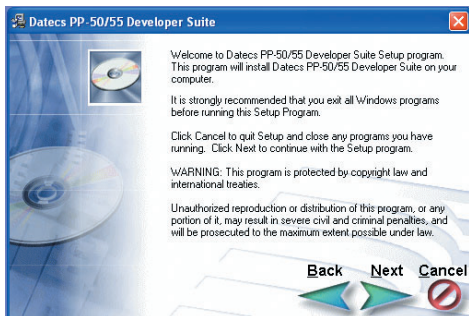 Datecs PP-50/55 Developer Suite
Welcome to Datecs PP-50/55 Developer Suite Setup program.
This program will install Datecs PP-50/55 Developer Suite on your
computer.
It is strongly recommended that you exit all Windows programs
before running this Setup Program.
Click Cancel to quit Setup and close any programs you have
running. Click Next to continue with the Setup program.
WARNING: This program is protected by copyright law and
international treaties.
Unauthorized reproduction or distribution of this program, or any
portion of it, may result in severe civil and criminal penalties, and
will be prosecuted to the maximum extent possible under law.
Back Next Cancel